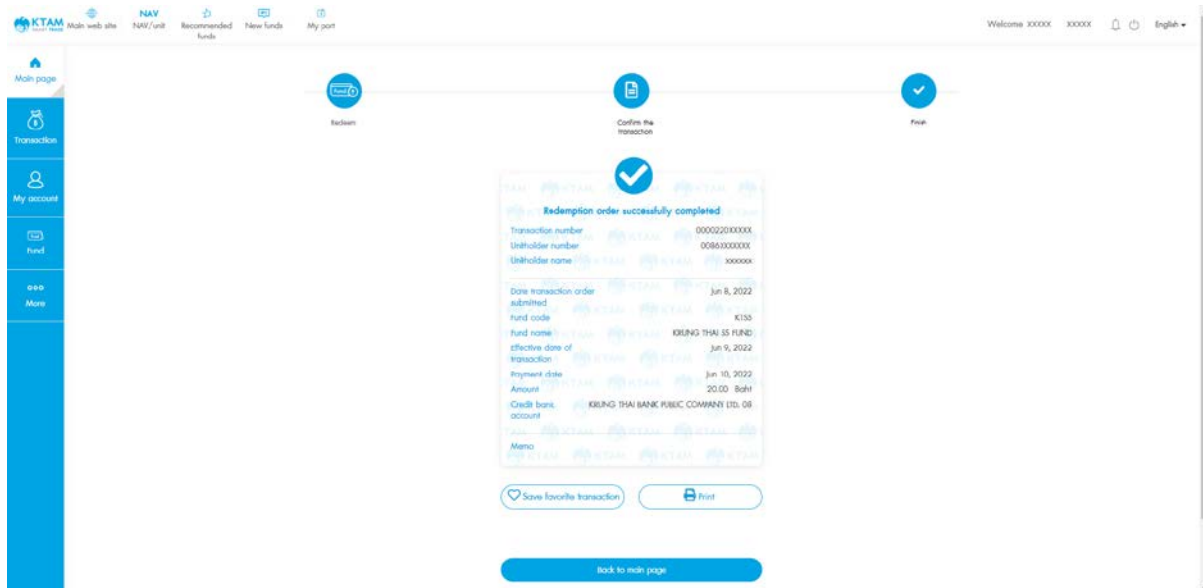 KTAM
SMART TRADE
Main web site
NAV
NAV/unit
Recommended
funds
New funds
My port
Welcome XXXXX XXXXX
English
Main page
Transaction
My account
Fund
More
Fund
Redeem
Confirm the
transaction
Finish
Redemption order successfully completed
Transaction number 0000220XXXXX
Unitholder number
Unitholder name xxxxxx
Date transaction order Jun 8, 2022
submitted
Fund code
Fund name KRUNG THAI SS FUND
Effective date of Jun 9, 2022
transaction
Payment date Jun 10, 2022
Amount 20.00 Baht
Credit bank KRUNG THAI BANK PUBLIC COMPANY LTD. 08
account
Memo
Save favorite transaction
Print
Back to main page